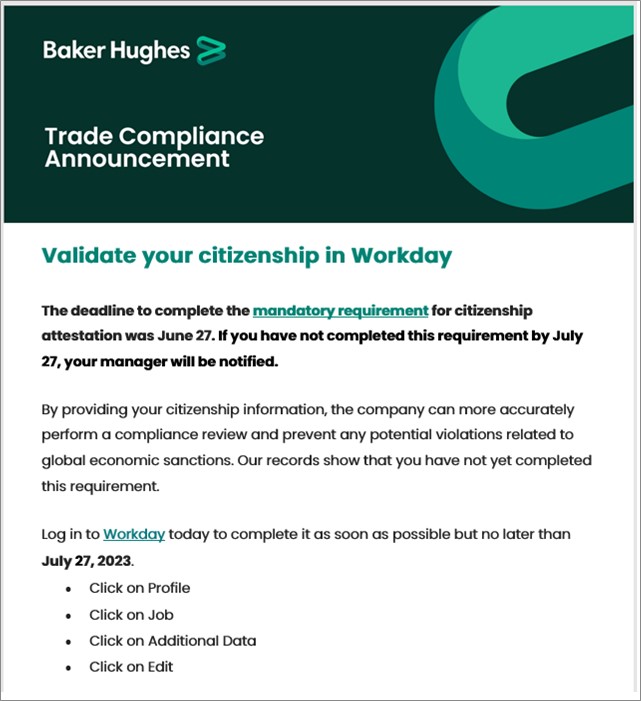 Baker Hughes
Trade Compliance
Announcement
Validate your citizenship in Workday
The deadline to complete the mandatory requirement for citizenship
attestation was June 27. If you have not completed this requirement by July
27, your manager will be notified.
By providing your citizenship information, the company can more accurately
perform a compliance review and prevent any potential violations related to
global economic sanctions. Our records show that you have not yet completed
this requirement.
Log in to Workday today to complete it as soon as possible but no later than
July 27, 2023.
• Click on Profile
• Click on Job
• Click on Additional Data
• Click on Edit